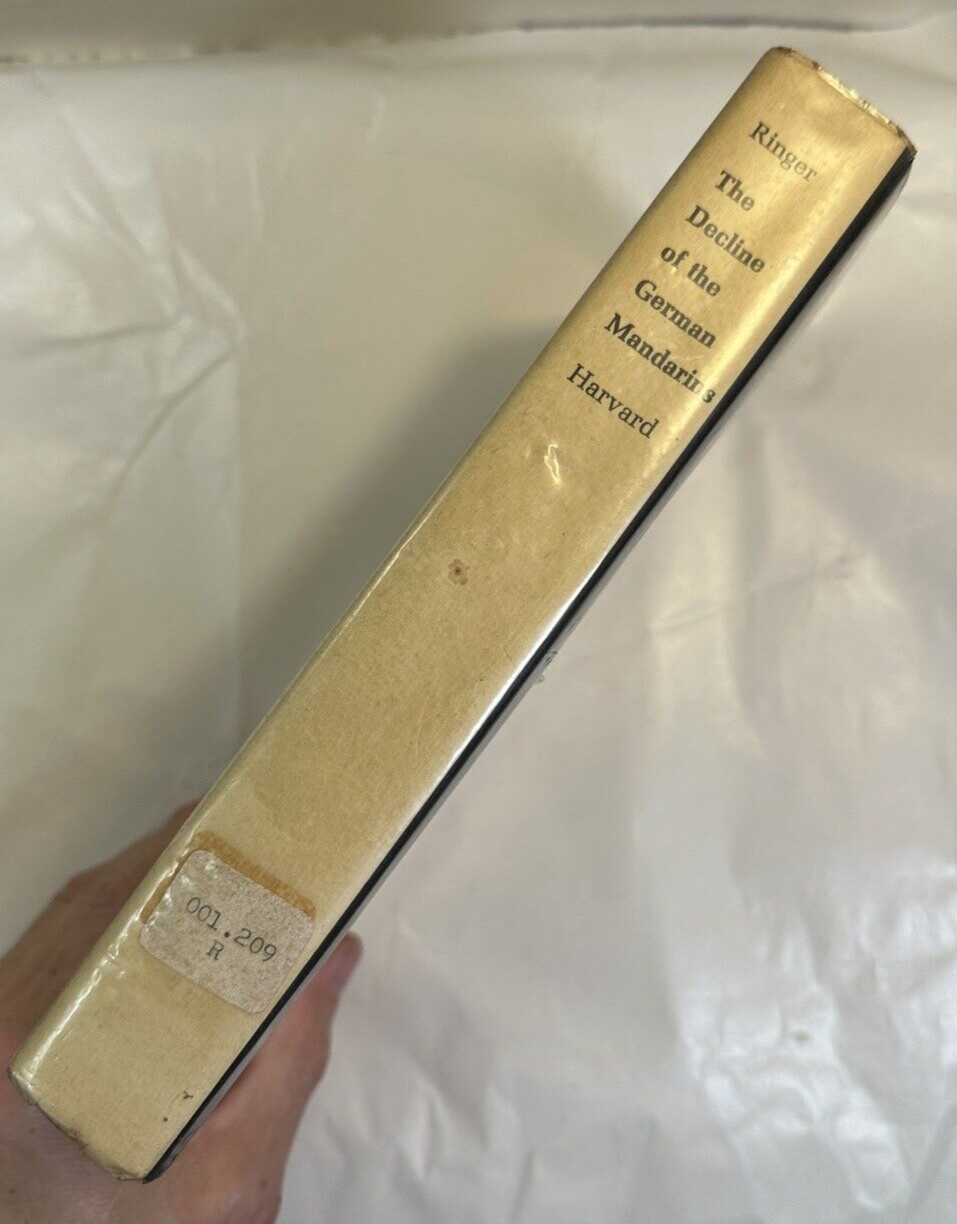 Ringer
The
Decline
of the
German
Mandarins
Harvard
001.209
R